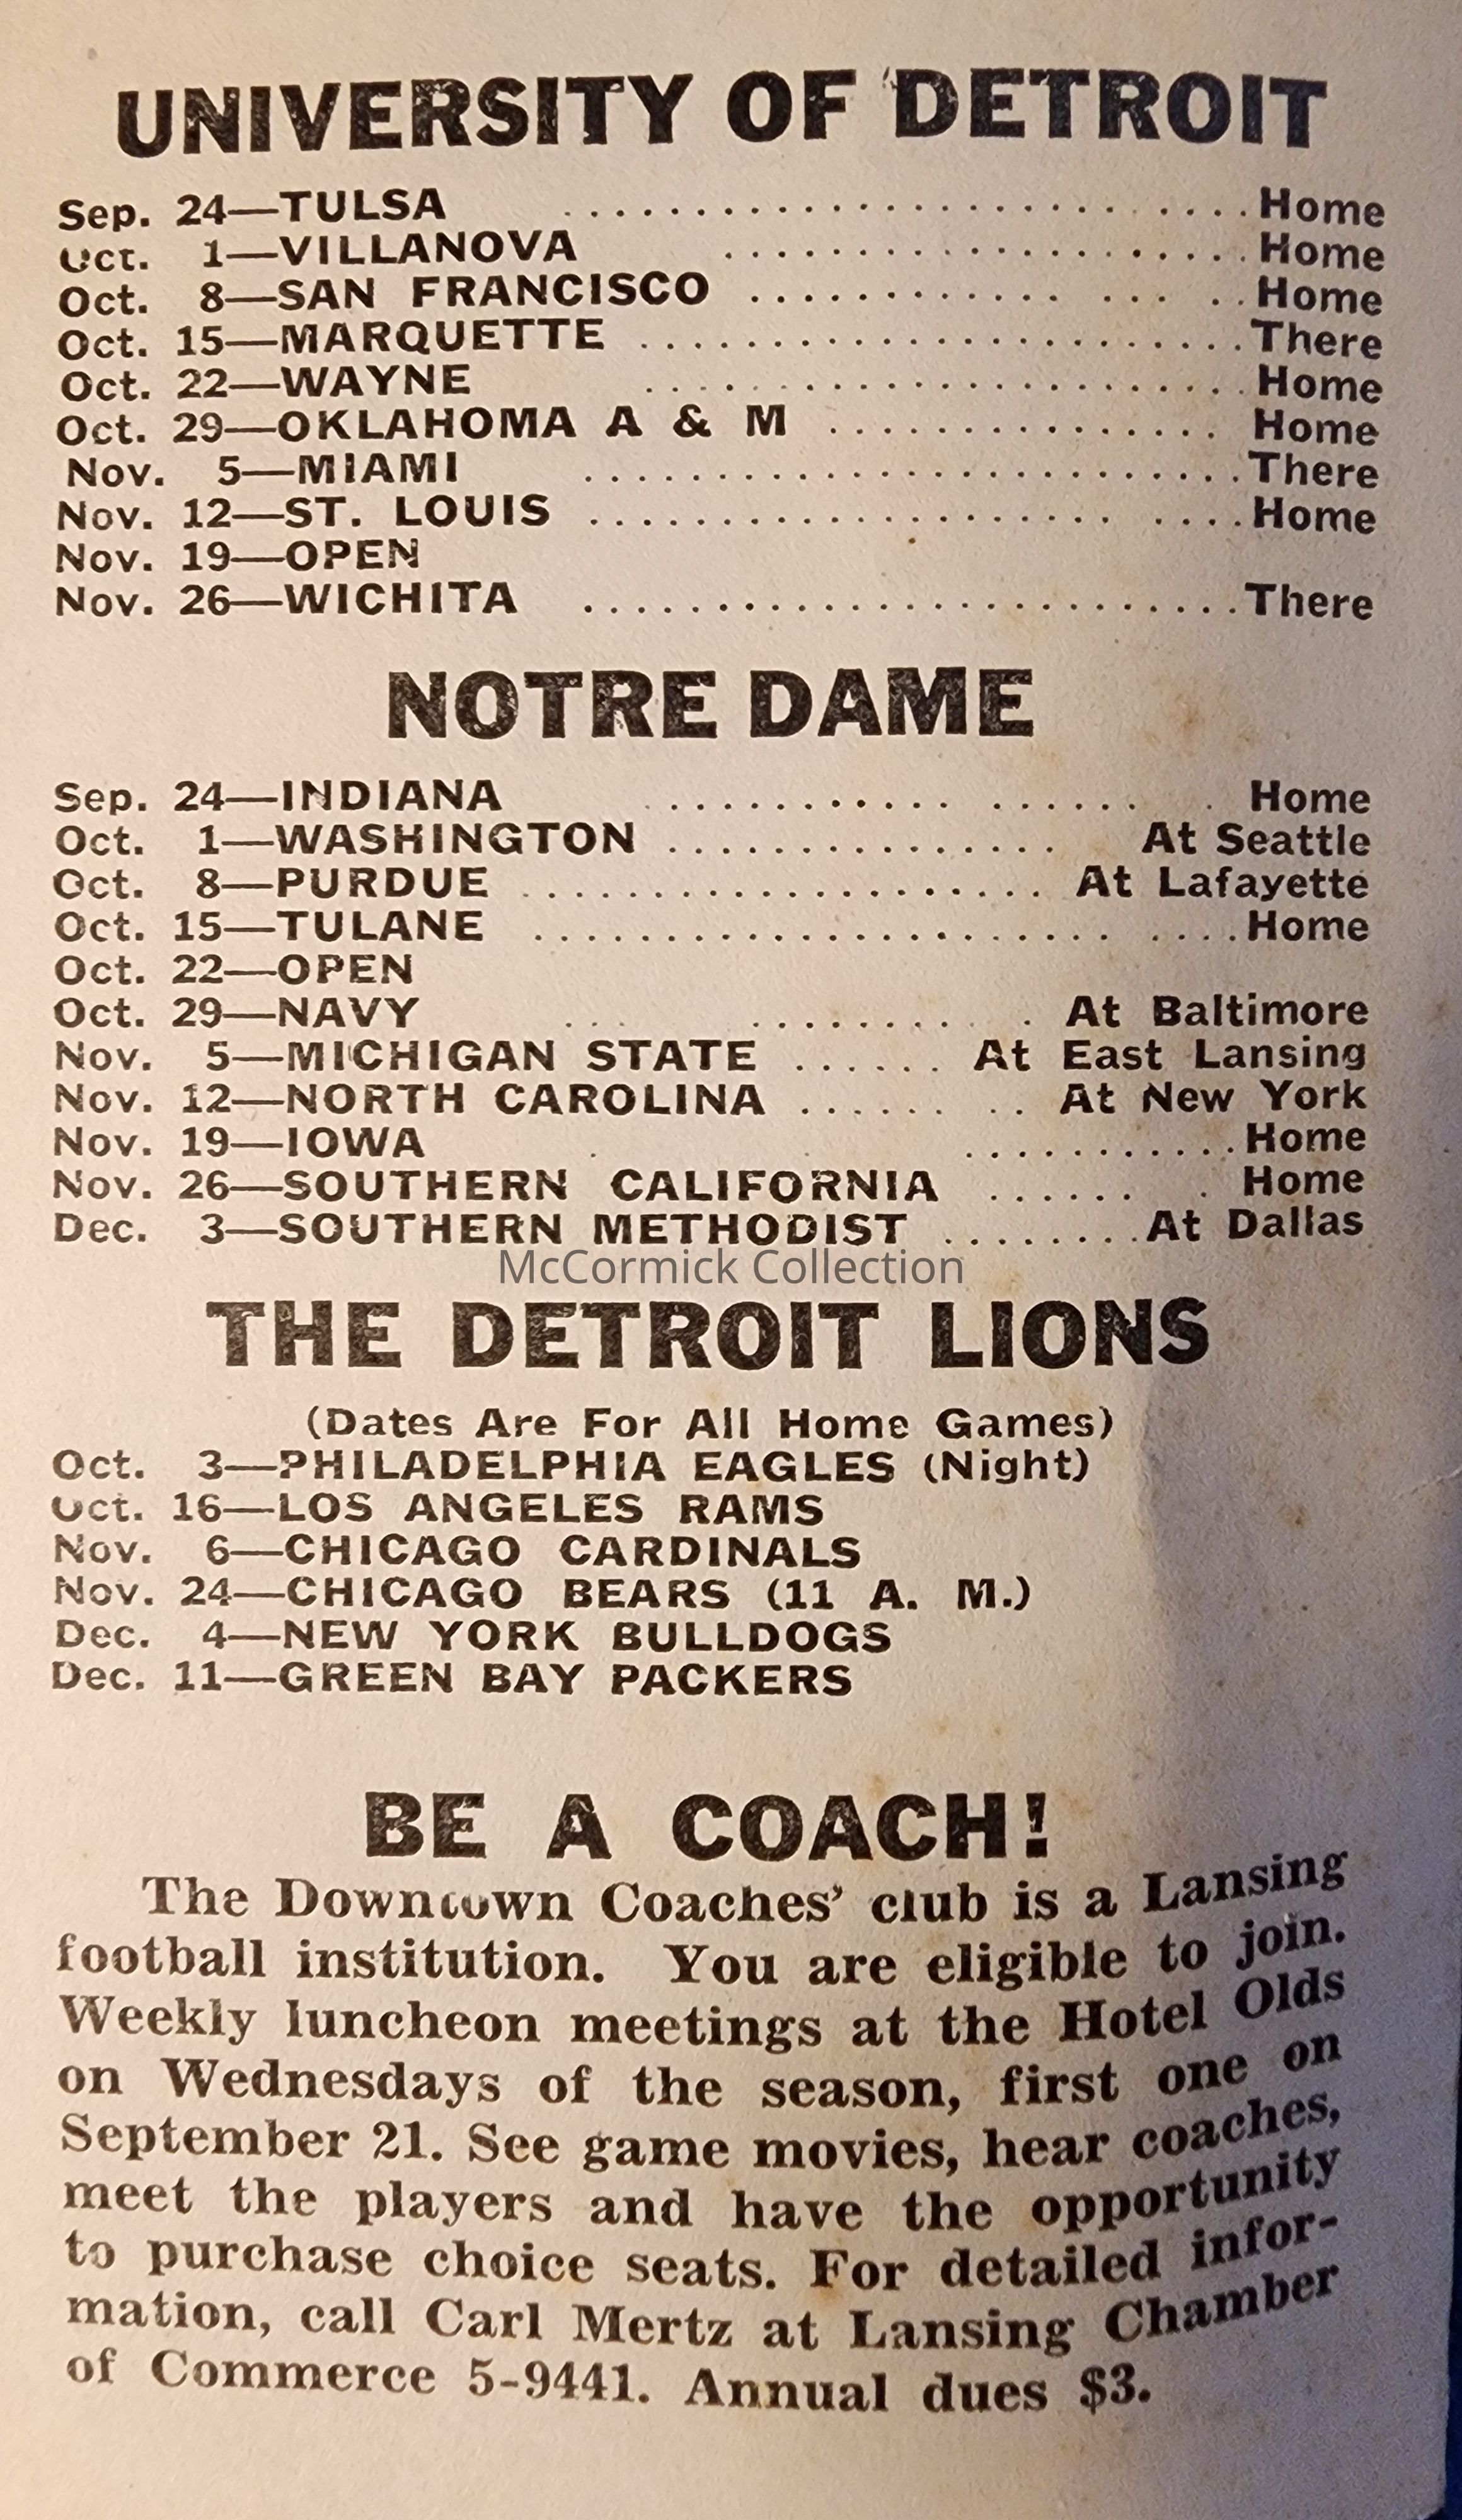 UNIVERSITY OF DETROIT
Sep. 24—TULSA ........................ Home
Oct. 1—VILLANOVA .................... Home
Oct. 8—SAN FRANCISCO ............ ... .. Home
Oct. 15—MARQUETTE ....................... There
Oct. 22—WAYNE ....................... Home
Oct. 29—OKLAHOMA A & M ............... Home
Nov. 5—MIAMI ......................... There
Nov. 12—ST. LOUIS .................... .... Home
Nov. 19—OPEN
Nov. 26—WICHITA ......................... There
NOTRE DAME
Sep. 24—INDIANA ........... ...... . Home
Oct. 1—WASHINGTON ............... At Seattle
Oct. 8—PURDUE .................... At Lafayette
Oct. 15—TULANE ...................... .... Home
Oct. 22—OPEN
Oct. 29—NAVY ... ........ . At Baltimore
Nov. 5—MICHIGAN STATE ...... At East Lansing
Nov. 12—NORTH CAROLINA ...... .. At New York
Nov. 19—IOWA . ........... Home
Nov. 26—SOUTHERN CALIFORNIA ...... . Home
Dec. 3—SOUTHERN METHODIST ........ At Dallas
McCormick Collection
THE DETROIT LIONS
(Dates Are For All Home Games)
Oct. 3—PHILADELPHIA EAGLES (Night)
Oct. 16—LOS ANGELES RAMS
Nov. 6—CHICAGO CARDINALS
Nov. 24—CHICAGO BEARS (11 A. M.)
Dec. 4—NEW YORK BULLDOGS
Dec. 11—GREEN BAY PACKERS
BE A COACH!
The Downtown Coaches' club is a Lansing
football institution. You are eligible to join.
Weekly luncheon meetings at the Hotel Olds
on Wednesdays of the season, first one on
September 21. See game movies, hear coaches,
meet the players and have the opportunity
to purchase choice seats. For detailed infor-
mation, call Carl Mertz at Lansing Chamber
of Commerce 5-9441. Annual dues $3.